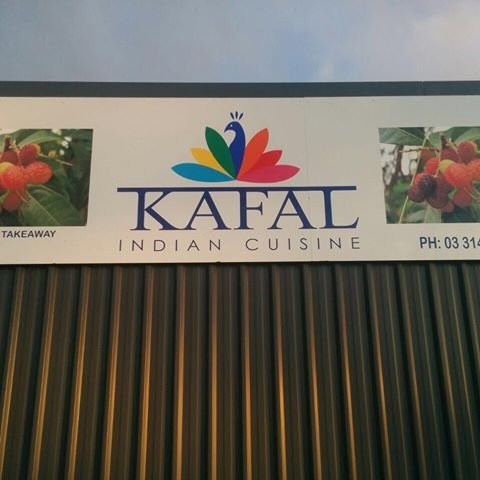 KAFAL
INDIAN CUISINE
TAKEAWAY
PH: 03 314